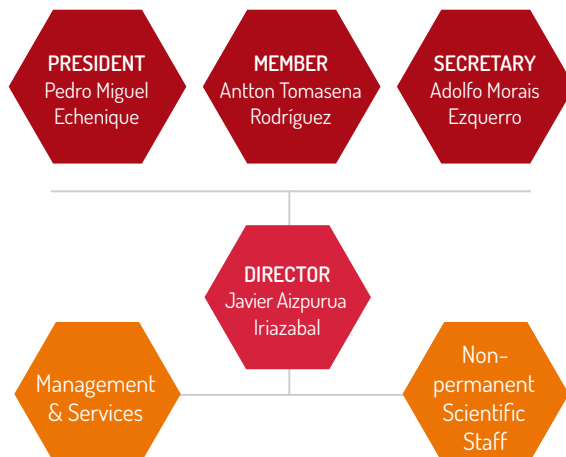 PRESIDENT
Pedro Miguel
Echenique
MEMBER
Antton Tomasena
Rodríguez
SECRETARY
Adolfo Morais
Ezquerro
DIRECTOR
Javier Aizpurua
Iriazabal
Management
& Services
Non-
permanent
Scientific
Staff